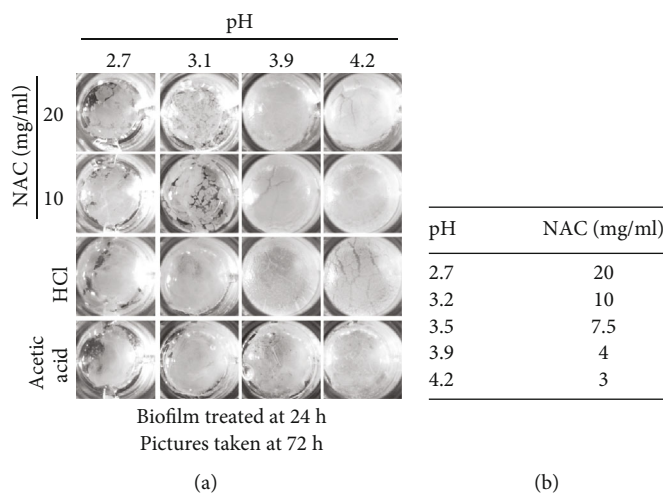 pH
2.7 3.1 3.9 4.2
NAC (mg/ml)
20
10
HCl
Acetic
acid
Biofilm treated at 24 h
Pictures taken at 72 h
(a)
pH NAC (mg/ml)
2.7 20
3.2 10
3.5 7.5
3.9 4
4.2 3
(b)